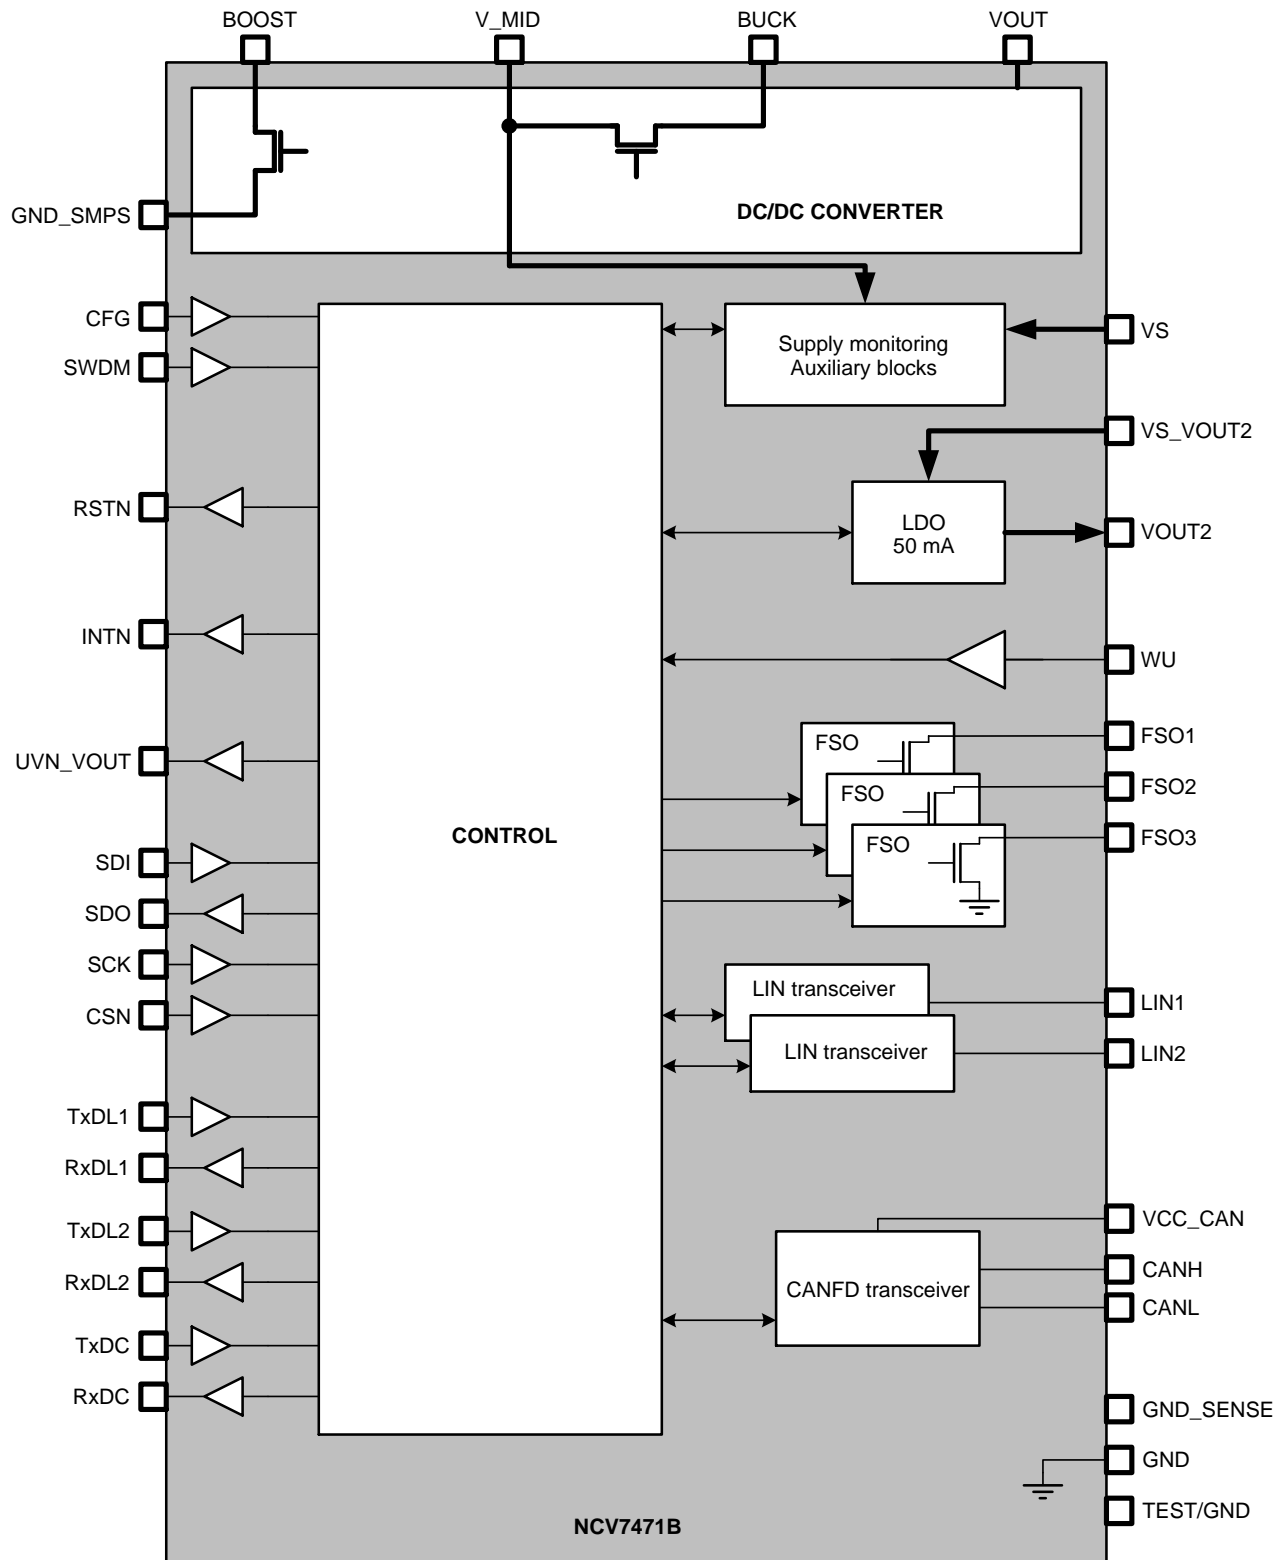 BOOST
V_MID
BUCK
VOUT
GND_SMPS
DC/DC CONVERTER
CFG
SWDM
Supply monitoring
Auxiliary blocks
VS
VS_VOUT2
RSTN
LDO
50 mA
VOUT2
INTN
WU
UVN_VOUT
FSO
FSO1
FSO
FSO2
FSO
FSO3
CONTROL
SDI
SDO
SCK
CSN
LIN transceiver
LIN1
LIN transceiver
LIN2
TxDL1
RxDL1
TxDL2
RxDL2
TxDC
RxDC
VCC_CAN
CANFD transceiver
CANH
CANL
GND_SENSE
GND
TEST/GND
NCV7471B